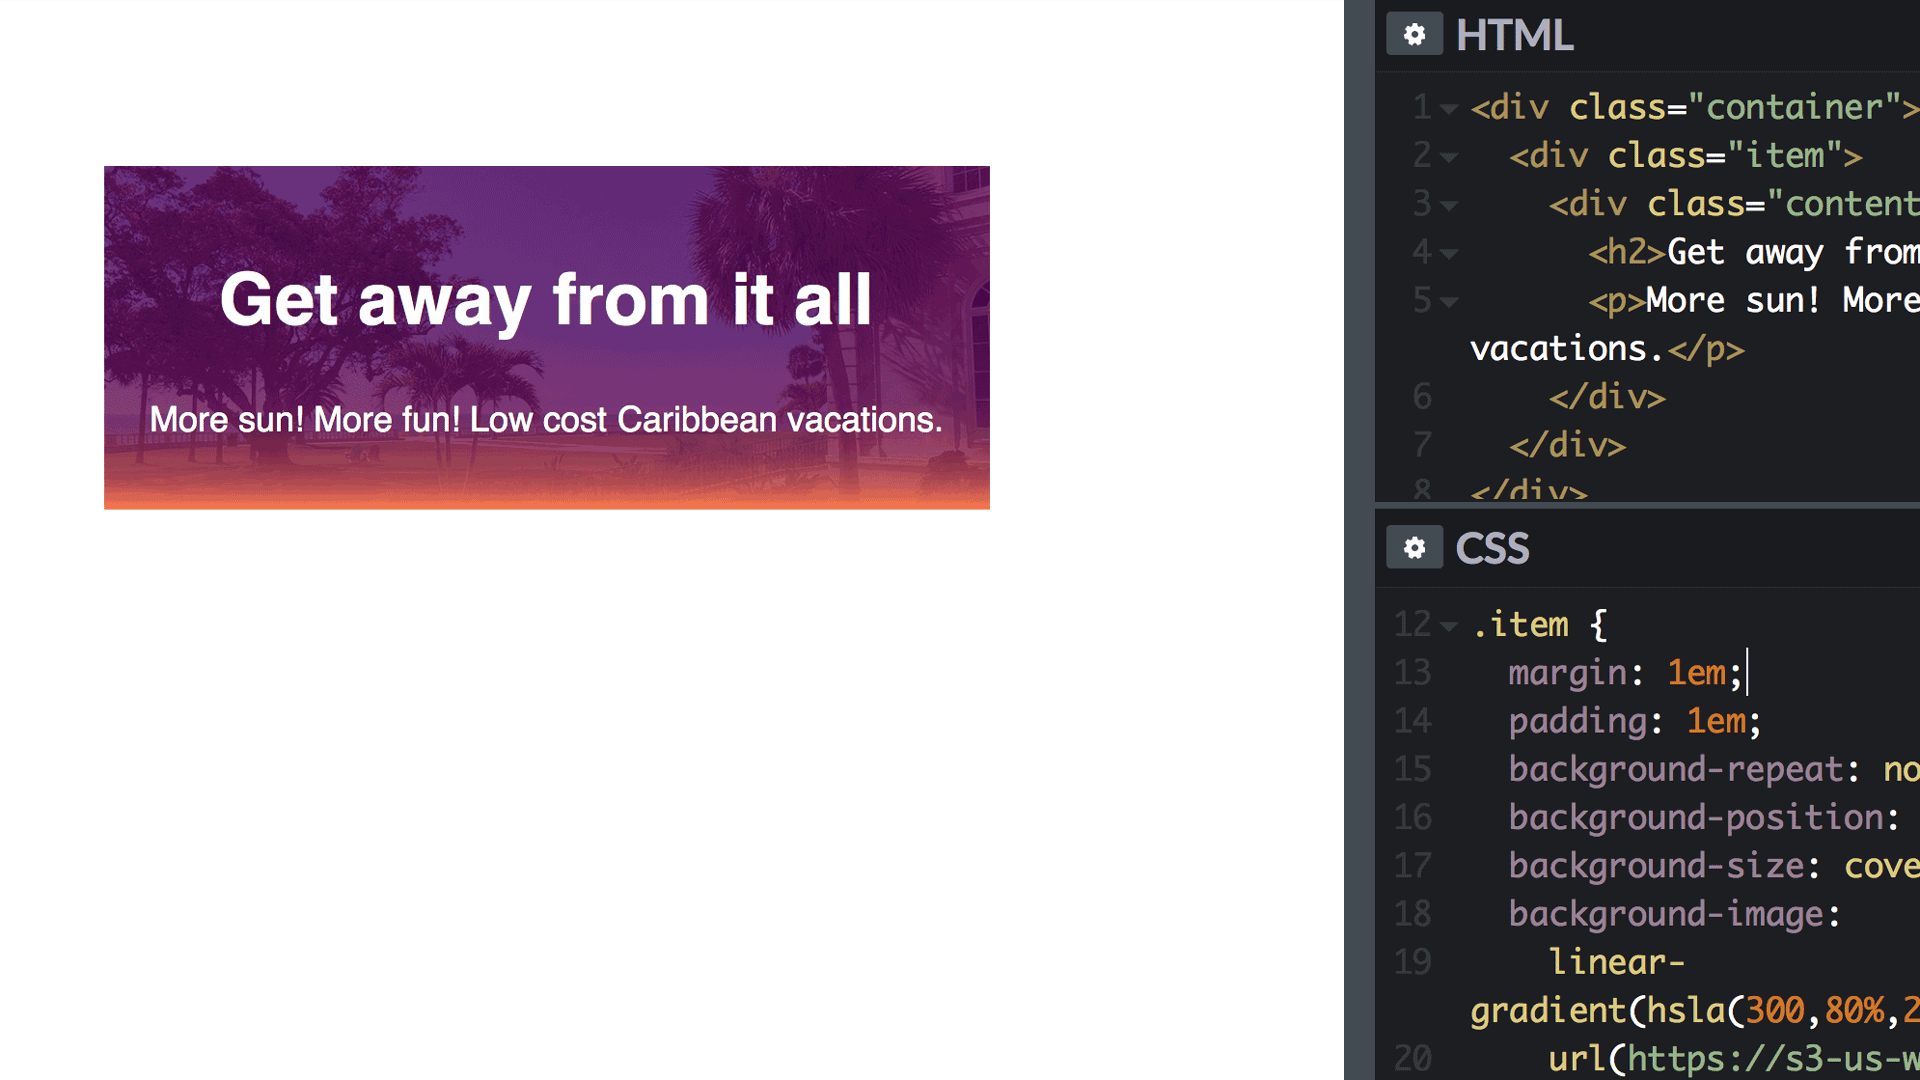 Get away from it all
More sun! More fun! Low cost Caribbean vacations.
HTML
1 <div class="container">
2 <div class="item">
3 <div class="content
4 <h2>Get away from
5 <p>More sun! More
vacations.</p>
6 </div>
7 </div>
8 </div>
CSS
12 .item {
13 margin: 1em;
14 padding: 1em;
15 background-repeat: no
16 background-position:
17 background-size: cove
18 background-image:
19 linear-
gradient(hsla(300,80%,2
20 url(https://s3-us-w